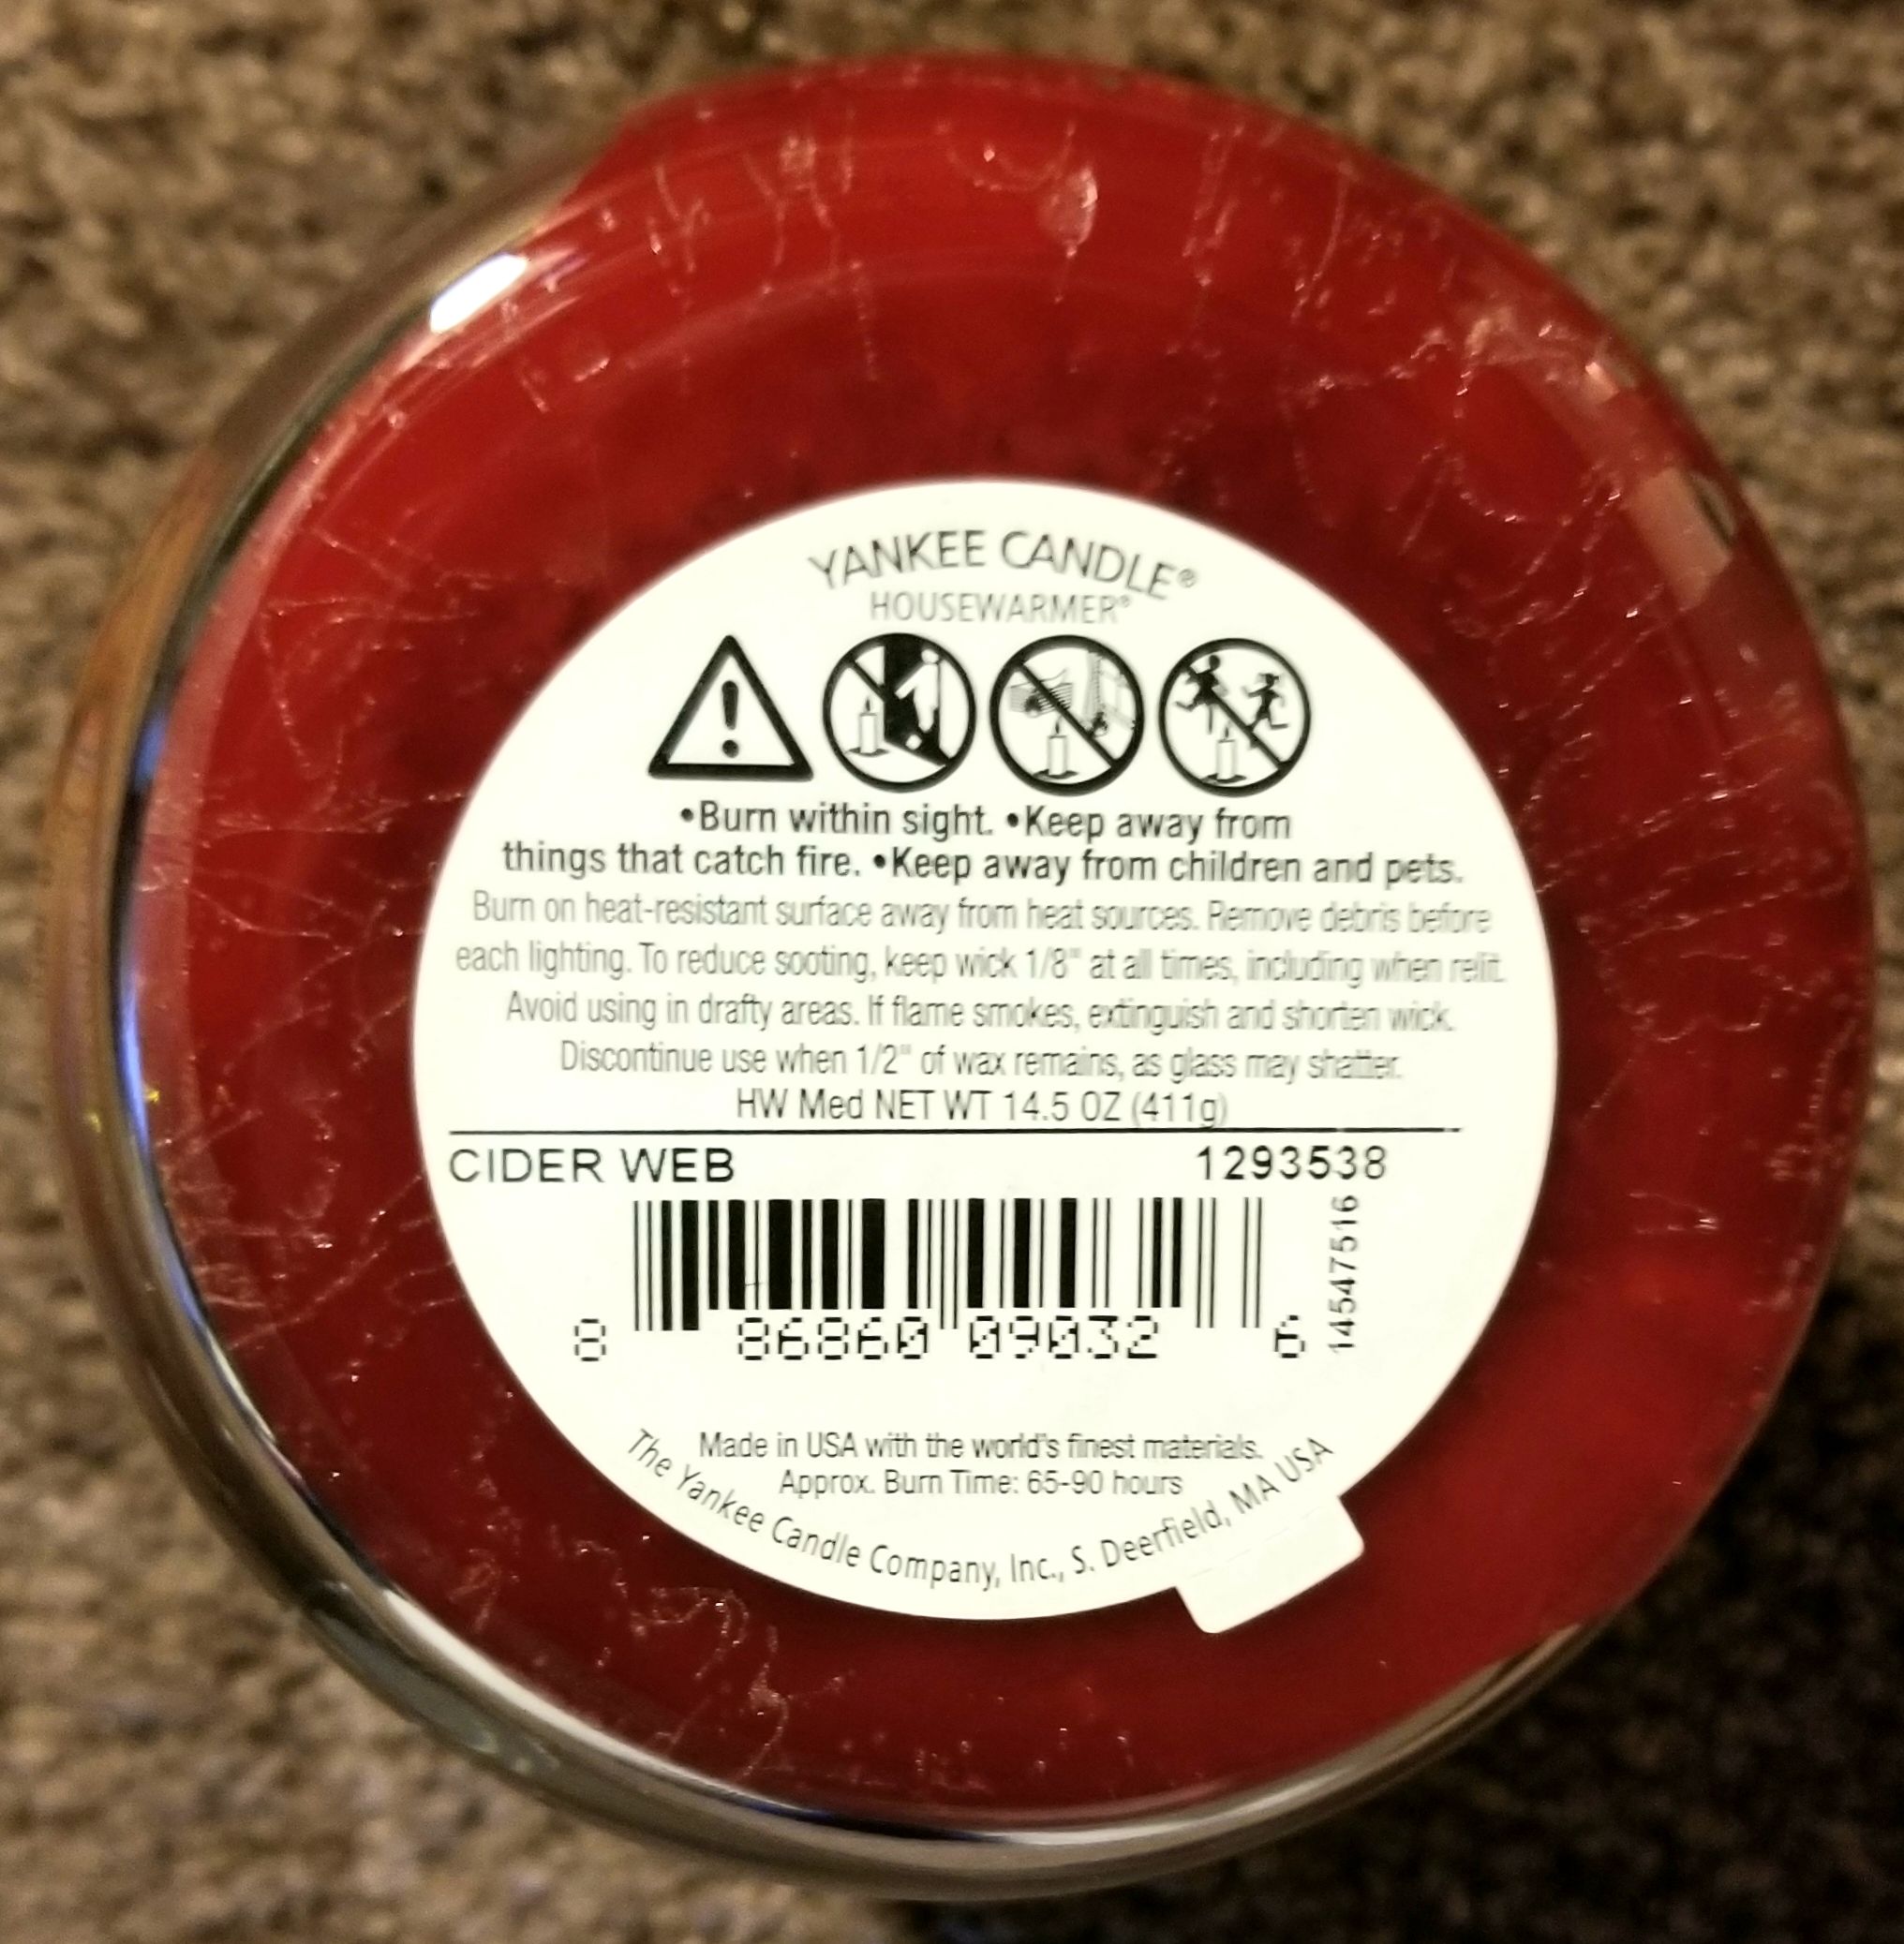 YANKEE CANDLE®
HOUSEWARMER®
•Burn within sight. •Keep away from
things that catch fire. •Keep away from children and pets.
Burn on heat-resistant surface away from heat sources. Remove debris before
each lighting. To reduce sooting, keep wick 1/8" at all times, including when relit.
Avoid using in drafty areas. If flame smokes, extinguish and shorten wick.
Discontinue use when 1/2" of wax remains, as glass may shatter.
HW Med NET WT 14.5 OZ (411g)
CIDER WEB 1293538
8 86860 09032 6
14547516
Made in USA with the world's finest materials.
Approx. Burn Time: 65-90 hours
The Yankee Candle Company, Inc., S. Deerfield, MA USA